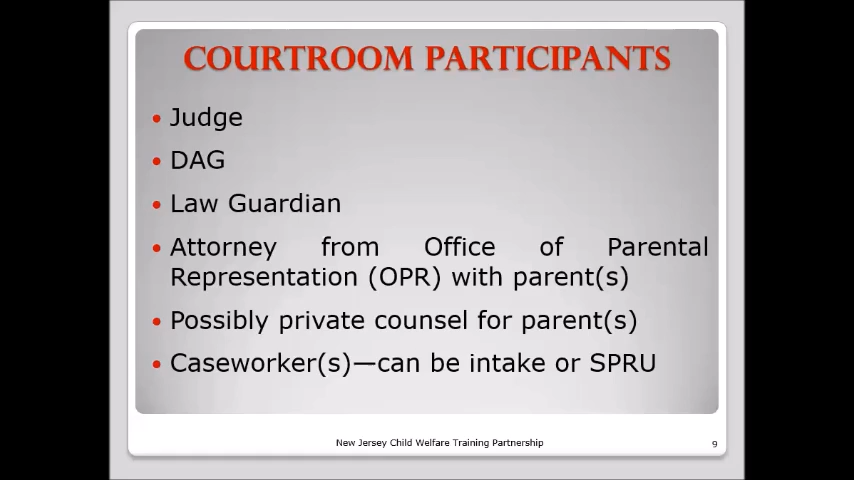 COURTROOM PARTICIPANTS
• Judge
• DAG
• Law Guardian
• Attorney from Office of Parental
Representation (OPR) with parent(s)
• Possibly private counsel for parent(s)
• Caseworker(s)—can be intake or SPRU
New Jersey Child Welfare Training Partnership
9